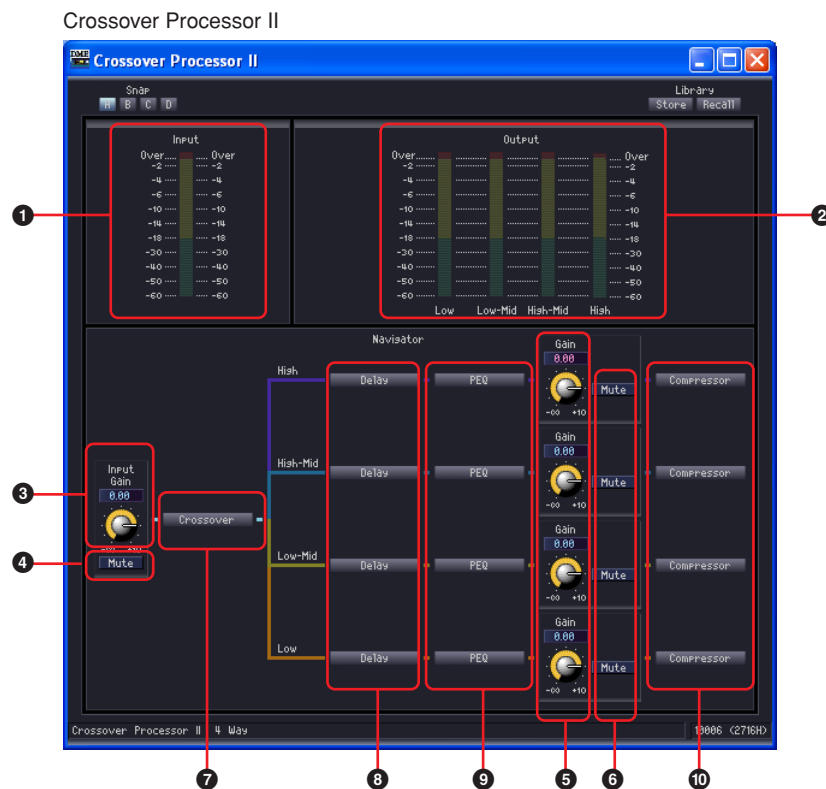 Crossover Processor II
DME Crossover Processor II
Snap
A B C D
Library
Store Recall
Input
Over Over
-2 -2
-4 -4
-6 -6
-10 -10
-14 -14
-18 -18
-30 -30
-40 -40
-50 -50
-60 -60
Output
Over Over
-2 -2
-4 -4
-6 -6
-10 -10
-14 -14
-18 -18
-30 -30
-40 -40
-50 -50
-60 -60
Low Low-Mid High-Mid High
1
2
Navigator
High
Delay
PEQ
Gain
0.00
-∞ +10
Mute
Compressor
High-Mid
Delay
PEQ
Gain
0.00
-∞ +10
Mute
Compressor
3
Input
Gain
0.00
-∞ +10
4
Mute
Crossover
Low-Mid
Delay
PEQ
Gain
0.00
-∞ +10
Mute
Compressor
Low
Delay
PEQ
Gain
0.00
-∞ +10
Mute
Compressor
Crossover Processor II 4 Way
10006 (2716H)
7 8 9 5 6 10